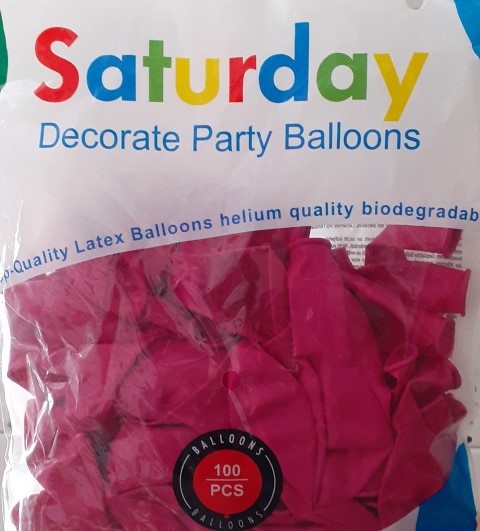 Saturday
Decorate Party Balloons
p-Quality Latex Balloons helium quality biodegradab
BALLOONS
100
PCS
BALLOONS